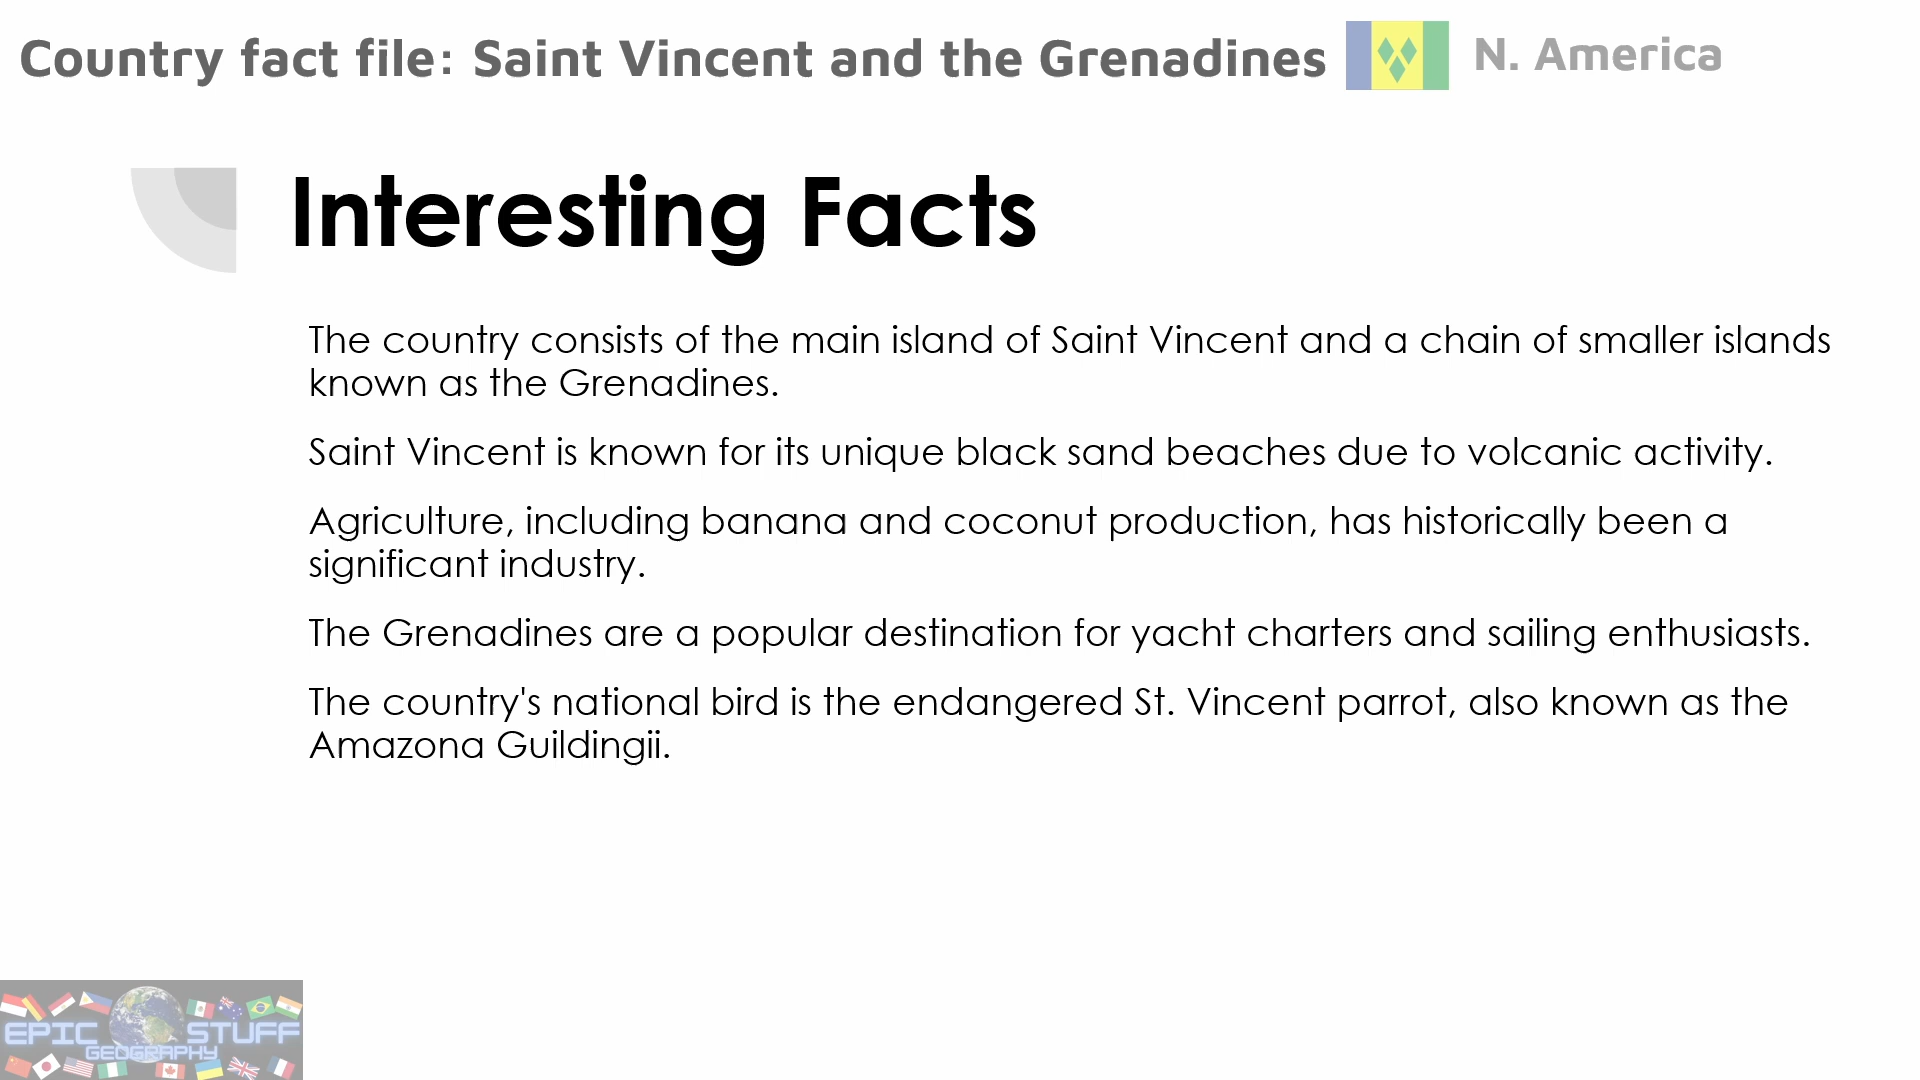 Country fact file: Saint Vincent and the Grenadines
N. America
Interesting Facts
The country consists of the main island of Saint Vincent and a chain of smaller islands
known as the Grenadines.
Saint Vincent is known for its unique black sand beaches due to volcanic activity.
Agriculture, including banana and coconut production, has historically been a
significant industry.
The Grenadines are a popular destination for yacht charters and sailing enthusiasts.
The country's national bird is the endangered St. Vincent parrot, also known as the
Amazona Guildingii.
EPIC STUFF
GEOGRAPHY